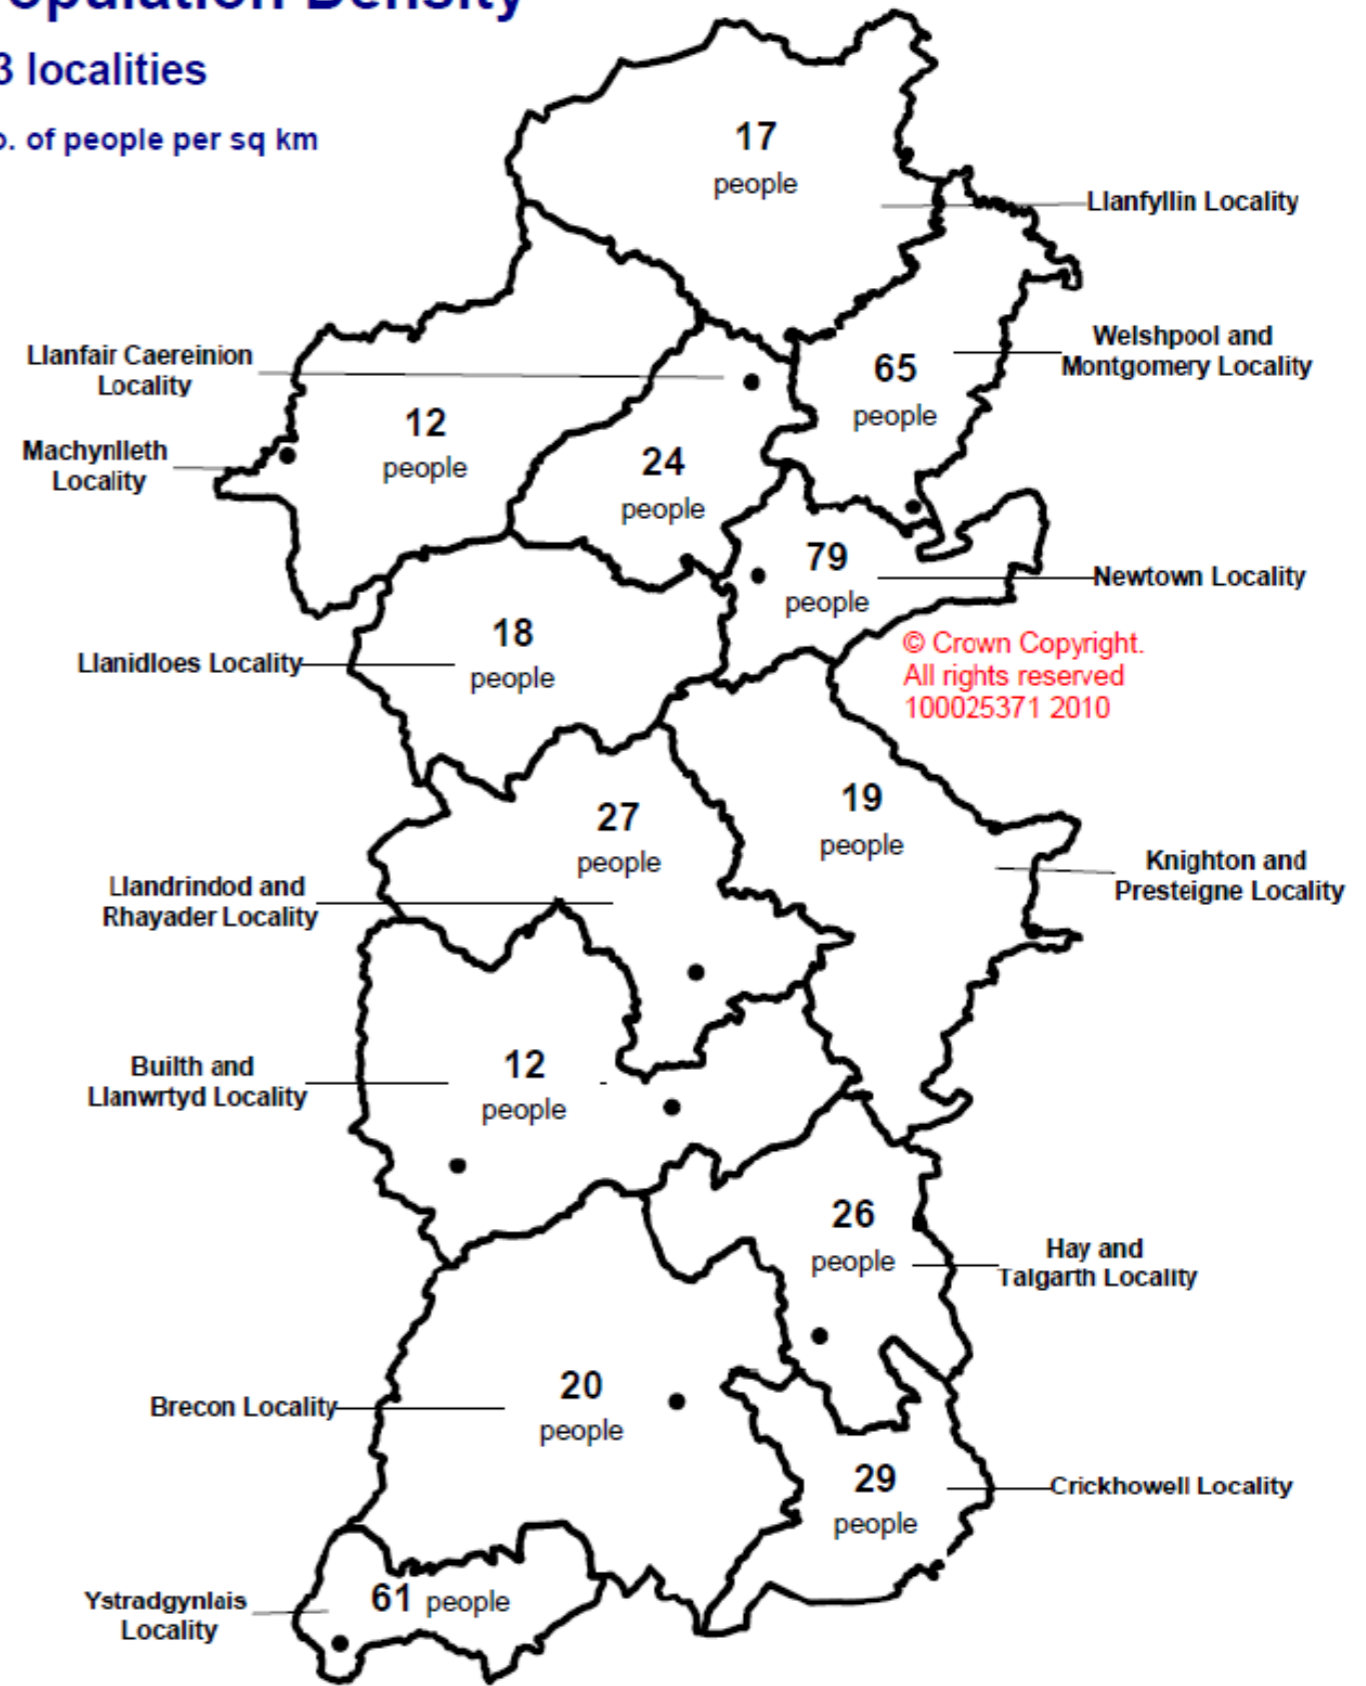 opulation Density
3 localities
o. of people per sq km
17
people
Llanfyllin Locality
Welshpool and
Montgomery Locality
65
people
Llanfair Caereinion
Locality
12
people
Machynlleth
Locality
24
people
79
people
Newtown Locality
18
people
Llanidloes Locality
© Crown Copyright.
All rights reserved
100025371 2010
27
people
19
people
Knighton and
Presteigne Locality
Llandrindod and
Rhayader Locality
12
people
Builth and
Llanwrtyd Locality
26
people
Hay and
Talgarth Locality
20
people
Brecon Locality
29
people
Crickhowell Locality
61 people
Ystradgynlais
Locality